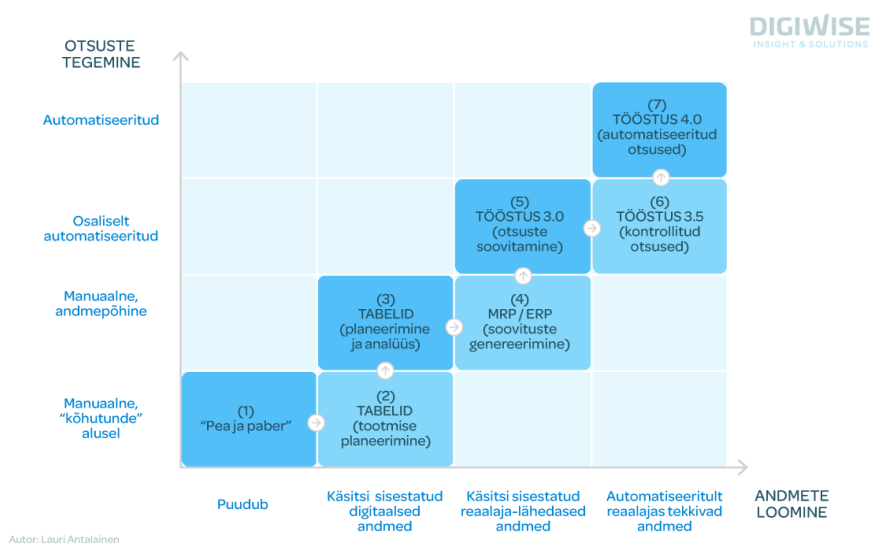 DIGIWISE
INSIGHT & SOLUTIONS
OTSUSTE
TEGEMINE
Automatiseeritud
(7)
TÖÖSTUS 4.0
(automatiseeritud
otsused)
Osaliselt
automatiseeritud
(5)
TÖÖSTUS 3.0
(otsuste
soovitamine)
(6)
TÖÖSTUS 3.5
(kontrollitud
otsused)
Manuaalne,
andmepõhine
(3)
TABELID
(planeerimine
ja analüüs)
(4)
MRP / ERP
(soovituste
genereerimine)
Manuaalne,
“kõhutunde”
alusel
(1)
“Pea ja paber”
(2)
TABELID
(tootmise
planeerimine)
Puudub
Käsitsi sisestatud
digitaalsed
andmed
Käsitsi sisestatud
reaalaja-lähedased
andmed
Automatiseeritult
reaalajas tekkivad
andmed
ANDMETE
LOOMINE
Autor: Lauri Antalainen